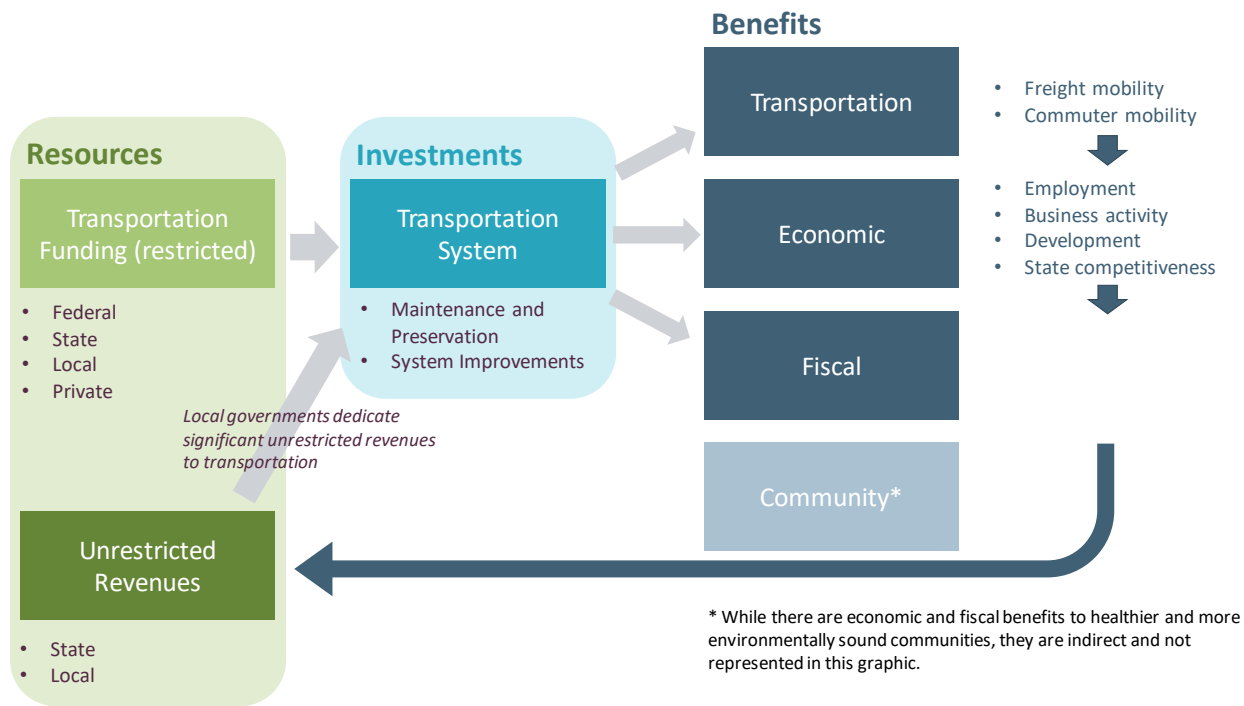 Resources
Transportation
Funding (restricted)
• Federal
• State
• Local
• Private
Local governments dedicate
significant unrestricted revenues
to transportation
Unrestricted
Revenues
• State
• Local
Investments
Transportation
System
• Maintenance and
Preservation
• System Improvements
Benefits
Transportation
• Freight mobility
• Commuter mobility
Economic
• Employment
• Business activity
• Development
• State competitiveness
Fiscal
Community*
* While there are economic and fiscal benefits to healthier and more
environmentally sound communities, they are indirect and not
represented in this graphic.